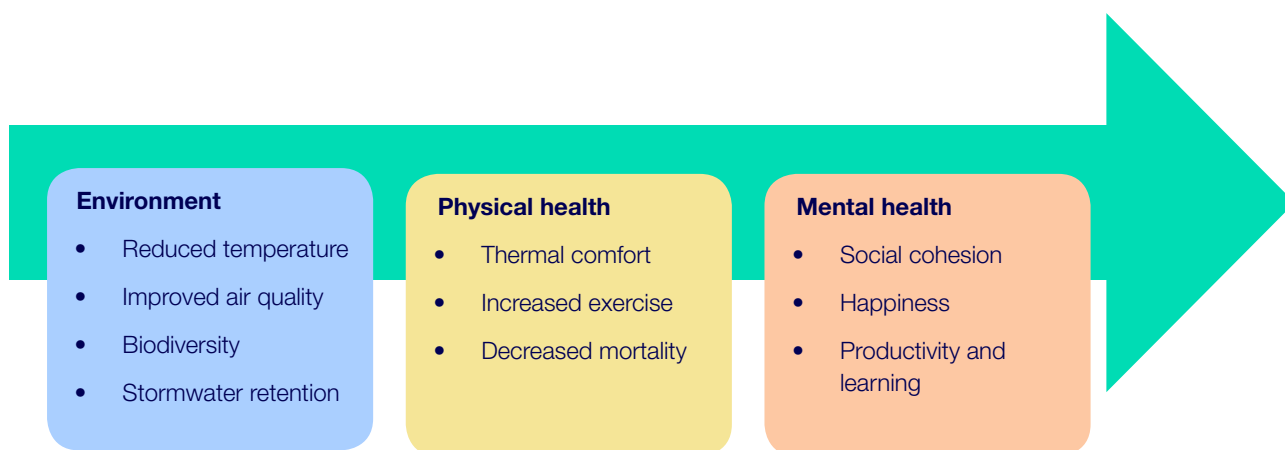 Environment
• Reduced temperature
• Improved air quality
• Biodiversity
• Stormwater retention
Physical health
• Thermal comfort
• Increased exercise
• Decreased mortality
Mental health
• Social cohesion
• Happiness
• Productivity and
learning